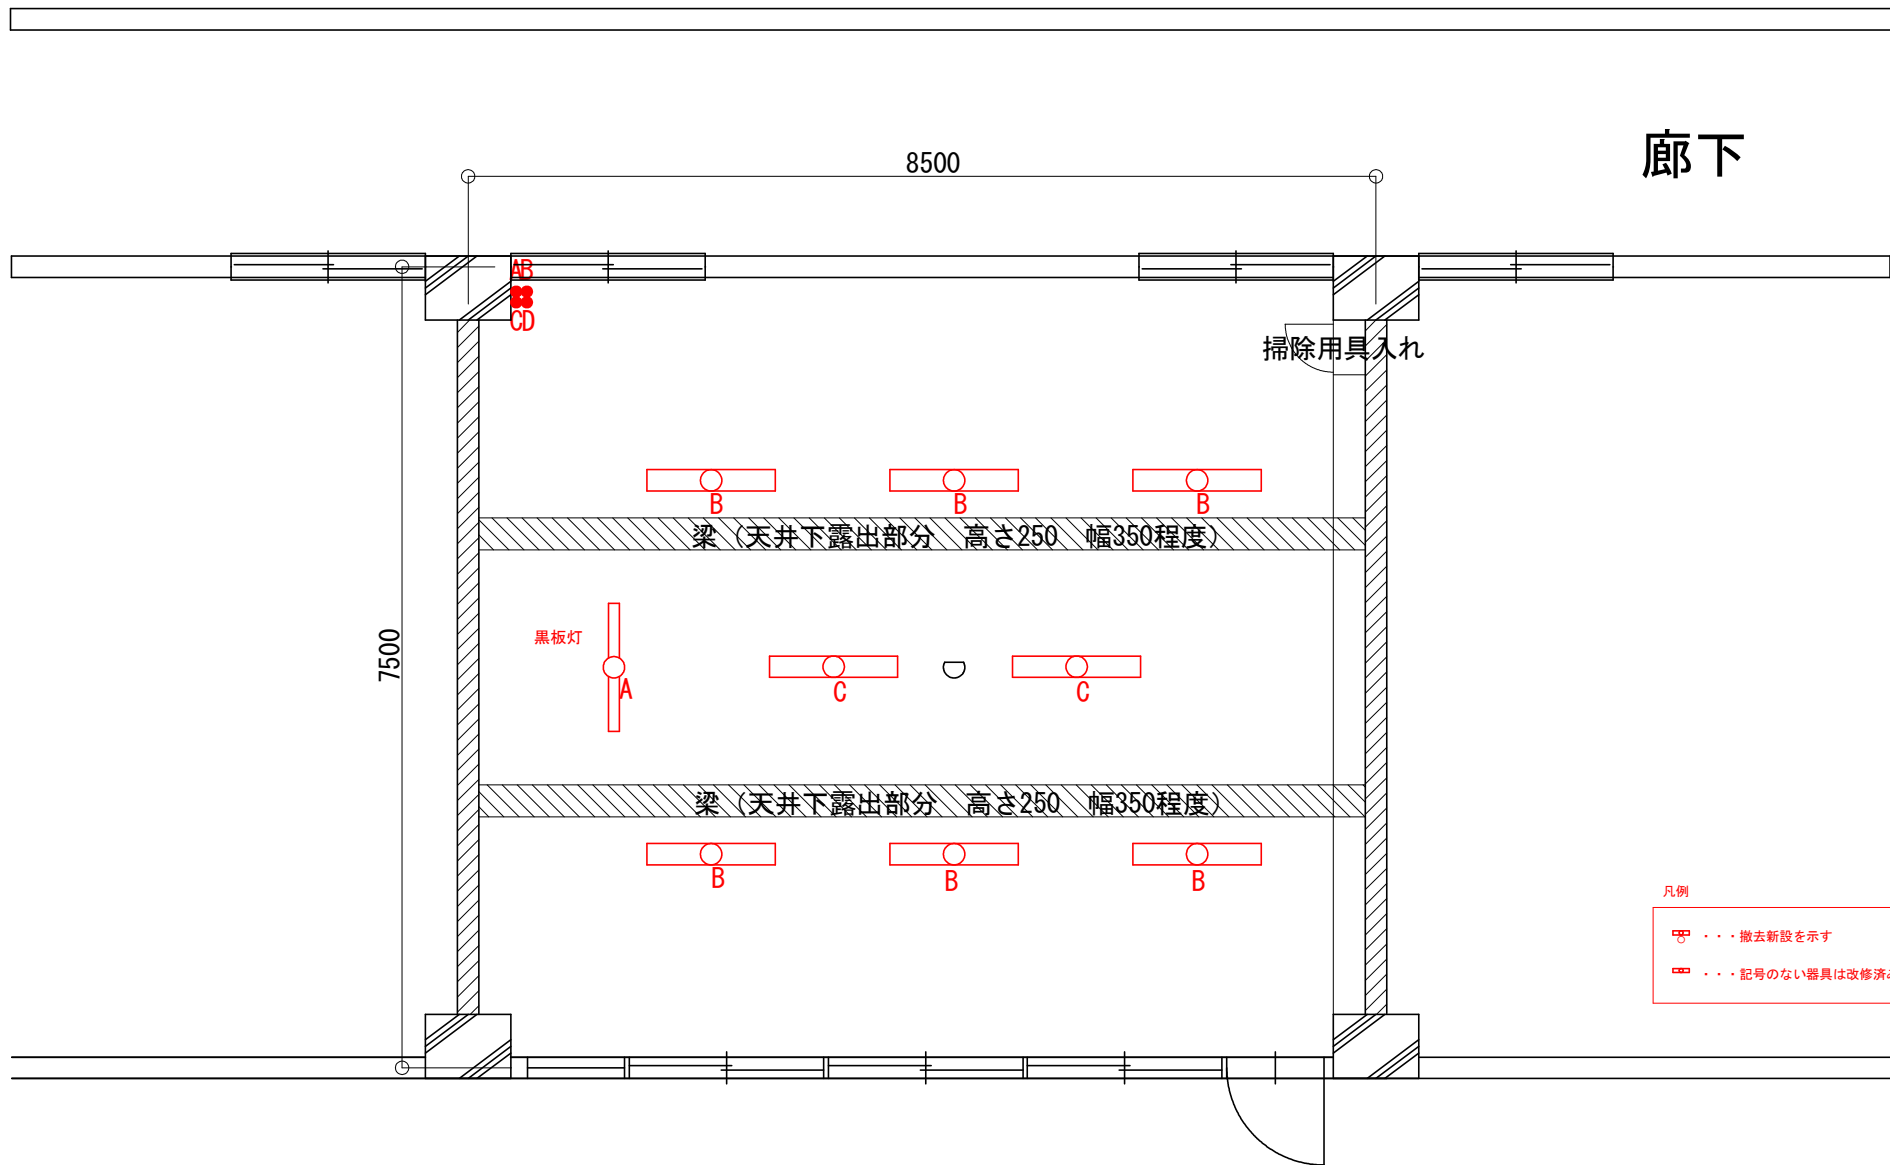 廊下
8500
AB
CD
掃除用具入れ
B
B
B
梁（天井下露出部分　高さ250　幅350程度）
7500
黒板灯
A
C
C
梁（天井下露出部分　高さ250　幅350程度）
B
B
B
凡例
・・・撤去新設を示す
・・・記号のない器具は改修済